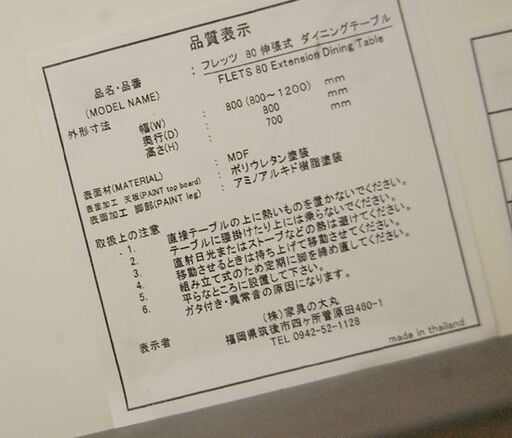 品質表示
品名・品番 : フレッツ 80 伸張式 ダイニングテーブル
(MODEL NAME) FLETS 80 Extension Dining Table
外形寸法 幅(W) : 800 (800～1200) mm
奥行(D) : 800 mm
高さ(H) : 700 mm
表面材(MATERIAL) : MDF
表面加工 天板(PAINT top board) : ポリウレタン塗装
表面加工 脚部(PAINT leg) : アミノアルキド樹脂塗装
取扱上の注意
1. 直接テーブルの上に熱いものを置かないでください。
2. テーブルに腰掛けたり上には乗らないでください。
3. 直射日光またはストーブなどの熱は避けてください。
4. 移動させるときは持ち上げて移動させてください。
5. 組み立て式のため定期に脚を締め直してください。
6. 平らなところに設置して下さい。
ガタ付き・異常音の原因になります。
表示者 (株)家具の大丸
福岡県筑後市四ケ所菅原田460-1
TEL 0942-52-1128
made in thailand